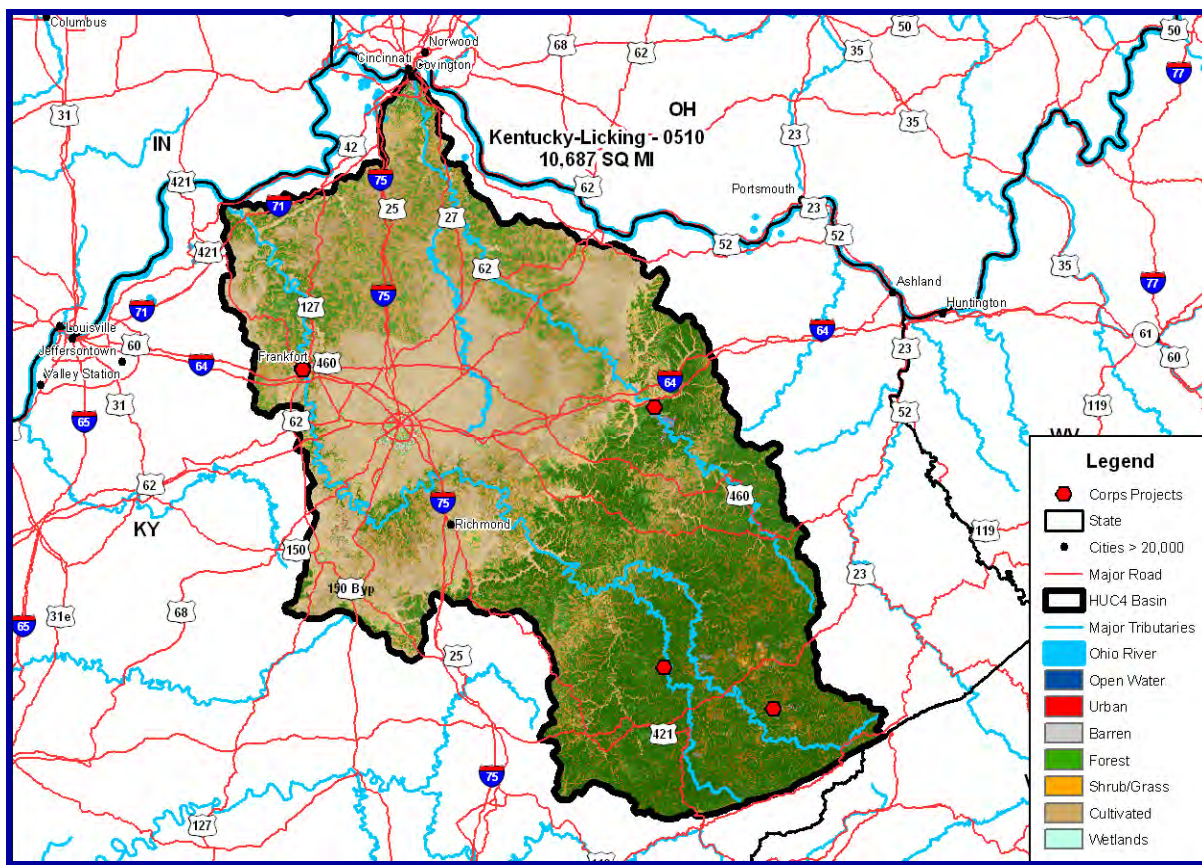 Columbus
Norwood
Cincinnati
Covington
50
68
62
35
50
50
77
31
IN
OH
Kentucky-Licking - 0510
10,687 SQ MI
35
42
23
421
75
62
Portsmouth
71
25
27
23
52
52
421
62
35
77
Ashland
Huntington
127
75
71
64
61
Louisville
60
Jeffersontown
Frankfort
460
60
Valley Station
64
23
64
31
119
65
62
52
WV
62
460
75
KY
Richmond
119
150
23
150 Byp
68
31e
65
25
421
75
127
119
Legend
Corps Projects
State
Cities > 20,000
Major Road
HUC4 Basin
Major Tributaries
Ohio River
Open Water
Urban
Barren
Forest
Shrub/Grass
Cultivated
Wetlands